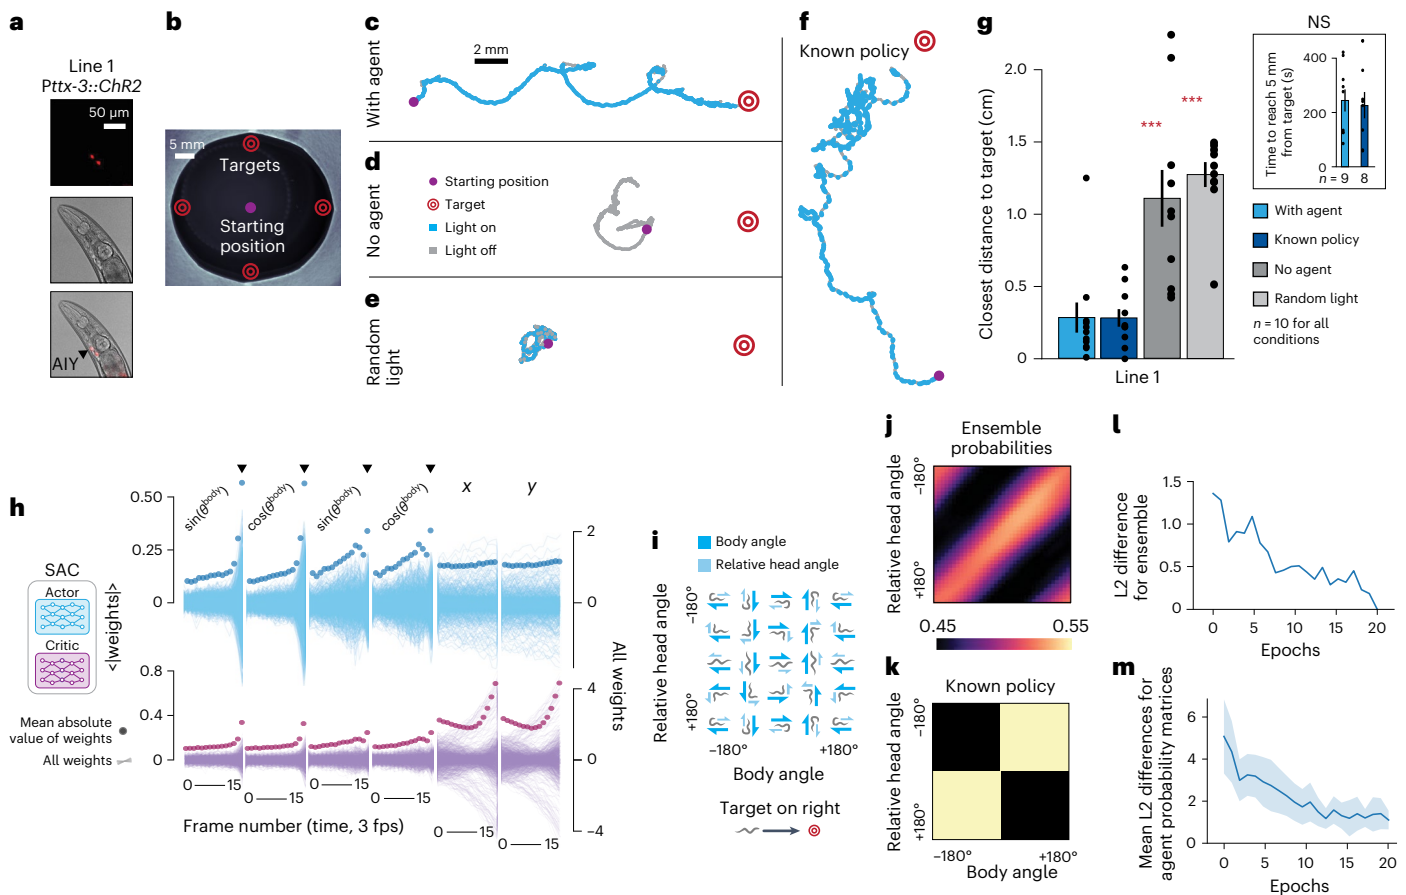 a
Line 1
Pttx-3::ChR2
50 µm
AIY
b
5 mm
Targets
Starting
position
c
With agent
2 mm
d
No agent
Starting position
Target
Light on
Light off
e
Random
light
f
Known policy
g
Closest distance to target (cm)
2.0
1.5
1.0
0.5
0
***
***
Line 1
NS
Time to reach 5 mm
from target (s)
400
200
0
n = 9 8
With agent
Known policy
No agent
Random light
n = 10 for all
conditions
h
SAC
Actor
Critic
Mean absolute
value of weights
All weights
<|weights|>
0.50
0.25
0
0.8
0.4
0
sin(θbody)
cos(θbody)
sin(θbody)
cos(θbody)
x
y
2
0
4
0
–4
All weights
0 15
0 15
0 15
0 15
0 15
0 15
Frame number (time, 3 fps)
i
Body angle
Relative head angle
Relative head angle
–180°
+180°
–180°
+180°
Body angle
Target on right
j
Ensemble
probabilities
Relative head angle
–180°
+180°
0.45
0.55
k
Known policy
Relative head angle
–180°
+180°
–180°
+180°
Body angle
l
L2 difference
for ensemble
1.5
1.0
0.5
0
0 5 10 15 20
Epochs
m
Mean L2 differences for
agent probability matrices
6
4
2
0
0 5 10 15 20
Epochs